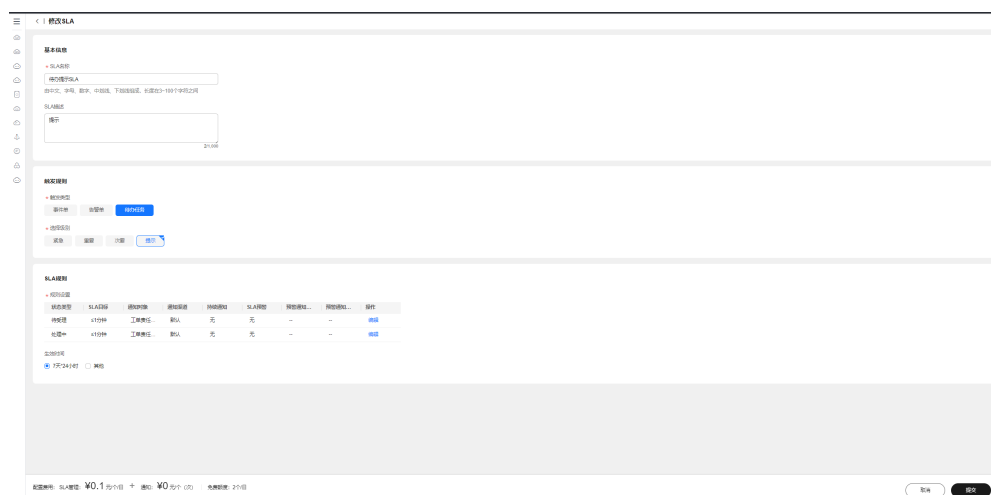 < | 修改SLA
基本信息
* SLA名称
待办提示SLA
由中文、字母、数字、中划线、下划线组成，长度在3~100个字符之间
SLA描述
提示
2/1,000
触发规则
* 触发类型
事件单 告警单 待办任务
* 选择级别
紧急 重要 次要 提示
SLA规则
* 规则设置
状态类型 SLA目标 通知对象 通知渠道 持续通知 SLA预警 预警通知... 预警通知... 操作
待受理 ≤1分钟 工单责任... 默认 无 无 -- -- 编辑
处理中 ≤1分钟 工单责任... 默认 无 无 -- -- 编辑
生效时间
7天*24小时 其他
配置费用: SLA管理: ¥0.1 元/个/日 + 通知: ¥0 元/个 (次) 免费额度: 2个/日
取消 提交